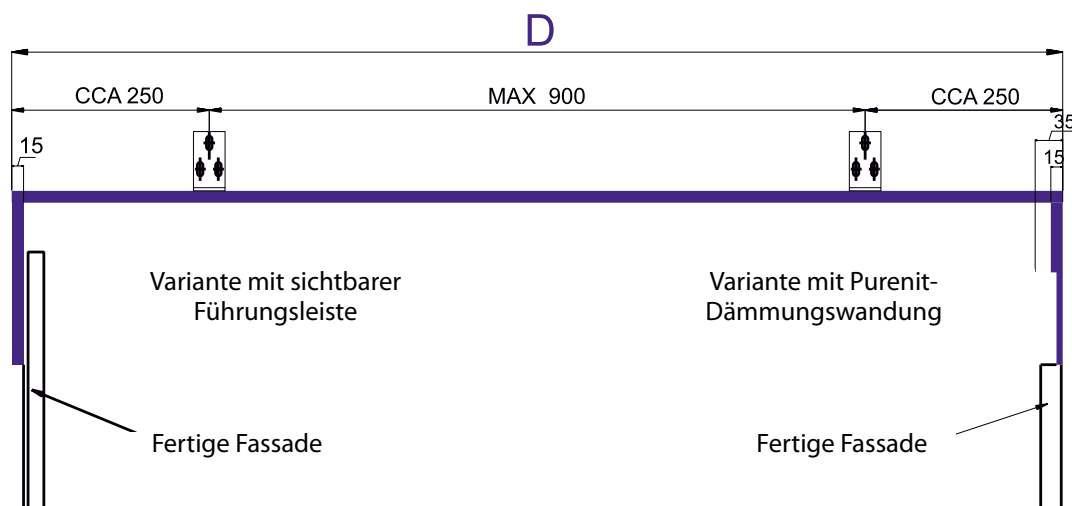 D
CCA 250
MAX 900
CCA 250
35
15
15
Variante mit sichtbarer
Führungsleiste
Variante mit Purenit-
Dämmungswandung
Fertige Fassade
Fertige Fassade